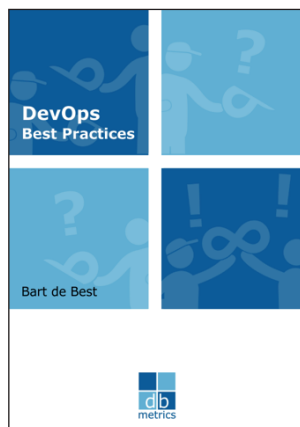 ?
DevOps
Best Practices
?
! !
Bart de Best
db
metrics